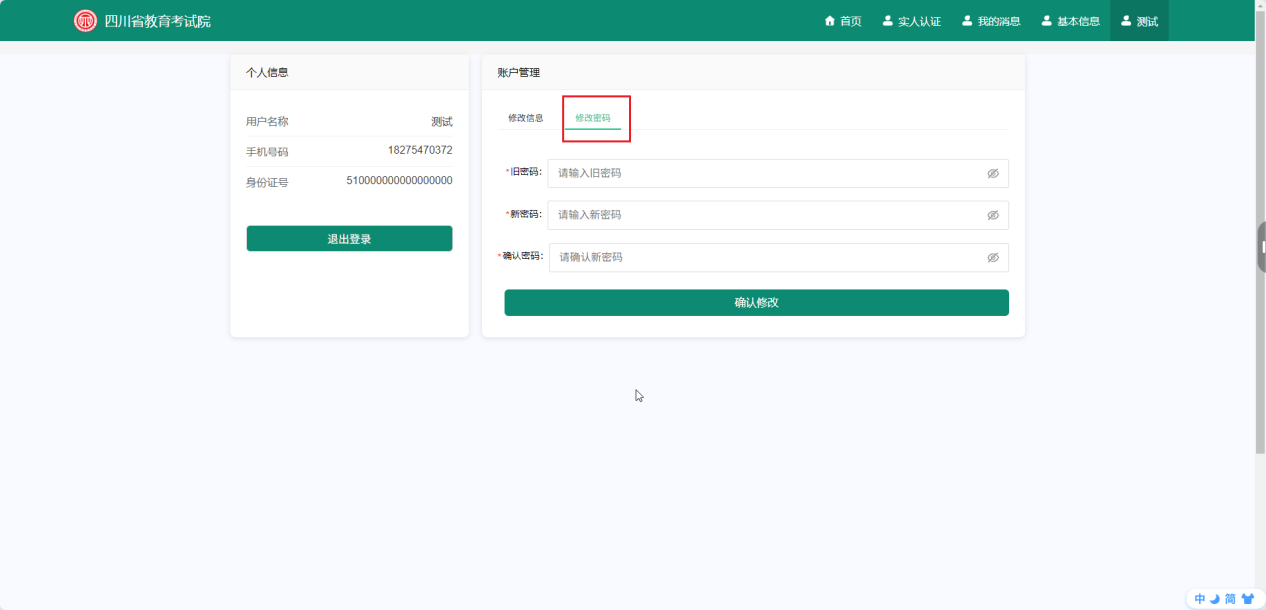 四川省教育考试院
首页 实人认证 我的消息 基本信息 测试
个人信息
用户名称 测试
手机号码 18275470372
身份证号 510000000000000000
退出登录
账户管理
修改信息 修改密码
*旧密码: 请输入旧密码
*新密码: 请输入新密码
*确认密码: 请确认新密码
确认修改
中 简